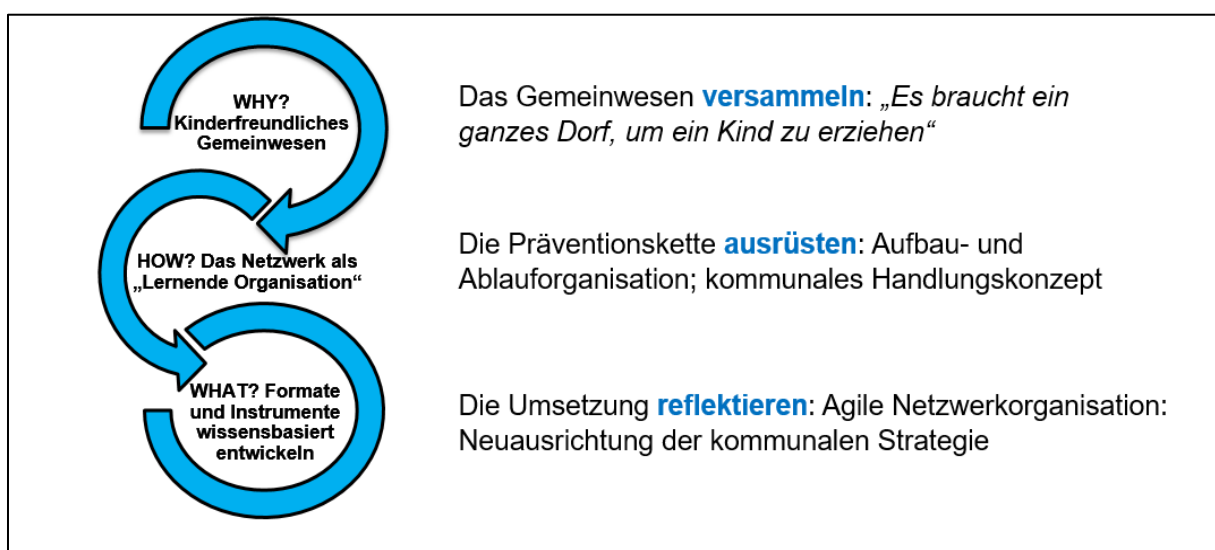 WHY?
Kinderfreundliches
Gemeinwesen
Das Gemeinwesen versammeln: „Es braucht ein
ganzes Dorf, um ein Kind zu erziehen“
HOW? Das Netzwerk als
„Lernende Organisation“
Die Präventionskette ausrüsten: Aufbau- und
Ablauforganisation; kommunales Handlungskonzept
WHAT? Formate
und Instrumente
wissensbasiert
entwickeln
Die Umsetzung reflektieren: Agile Netzwerkorganisation:
Neuausrichtung der kommunalen Strategie